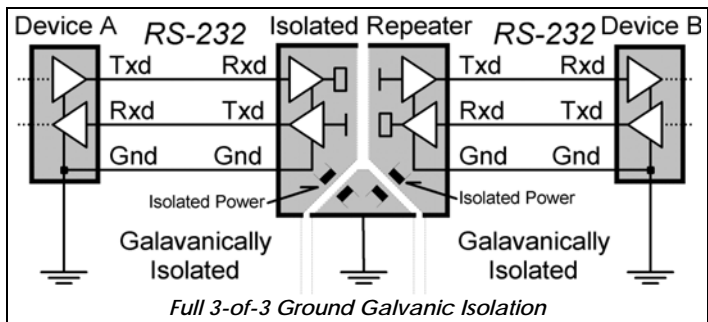 Device A RS-232 Isolated Repeater RS-232 Device B
Txd Rxd Txd Rxd
Rxd Txd Rxd Txd
Gnd Gnd Gnd Gnd
Isolated Power Isolated Power
Galavanically Galavanically
Isolated Isolated
Full 3-of-3 Ground Galvanic Isolation